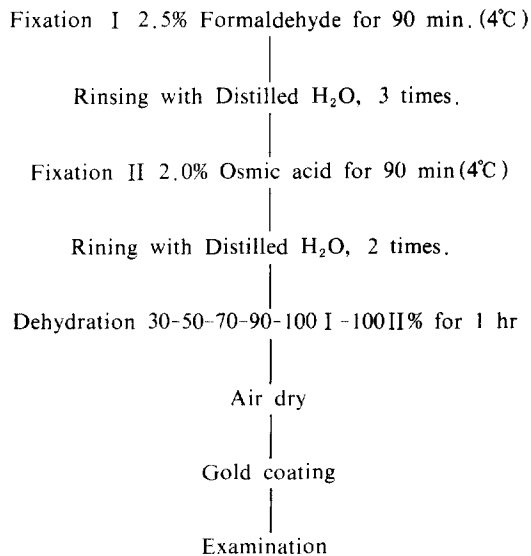 Fixation I 2.5% Formaldehyde for 90 min. (4℃)
Rinsing with Distilled H₂O, 3 times.
Fixation II 2.0% Osmic acid for 90 min(4℃)
Rining with Distilled H₂O, 2 times.
Dehydration 30-50-70-90-100 I -100II% for 1 hr
Air dry
Gold coating
Examination